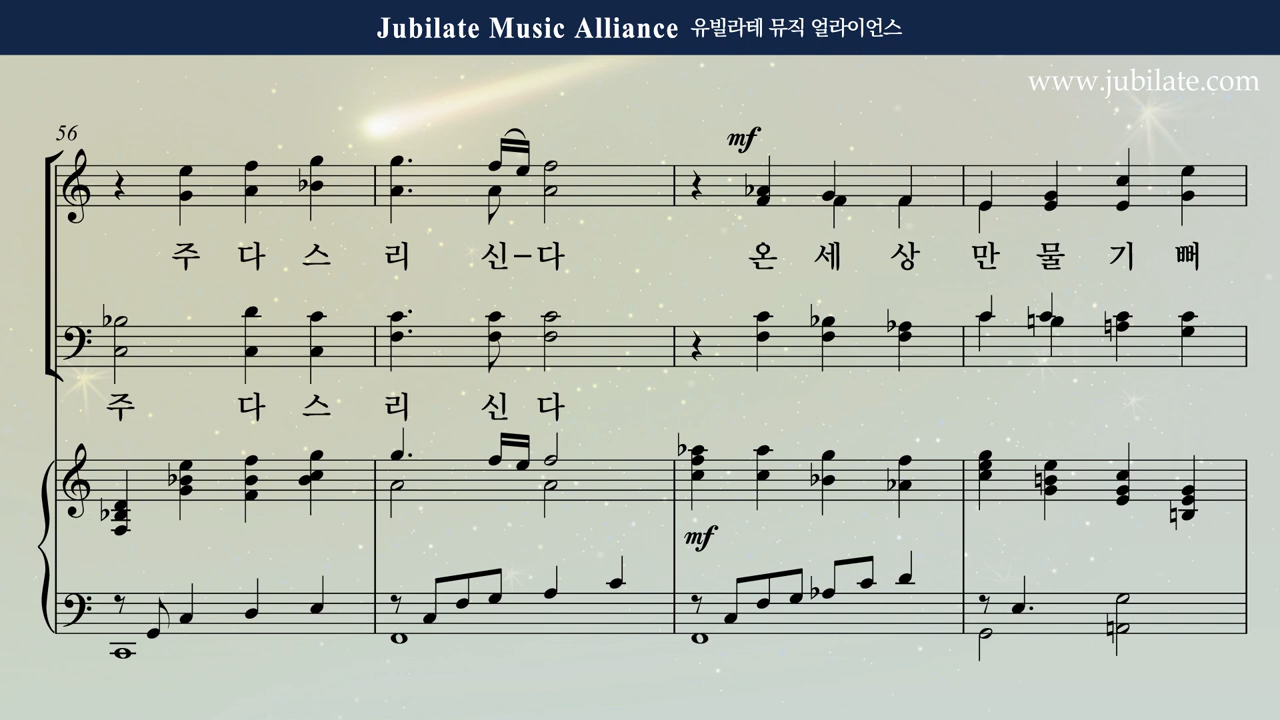 Jubilate Music Alliance 유빌라테 뮤직 얼라이언스
www.jubilate.com
56
mf
주 다 스 리 신 – 다 온 세 상 만 물 기 뻐
주 다 스 리 신 다
mf